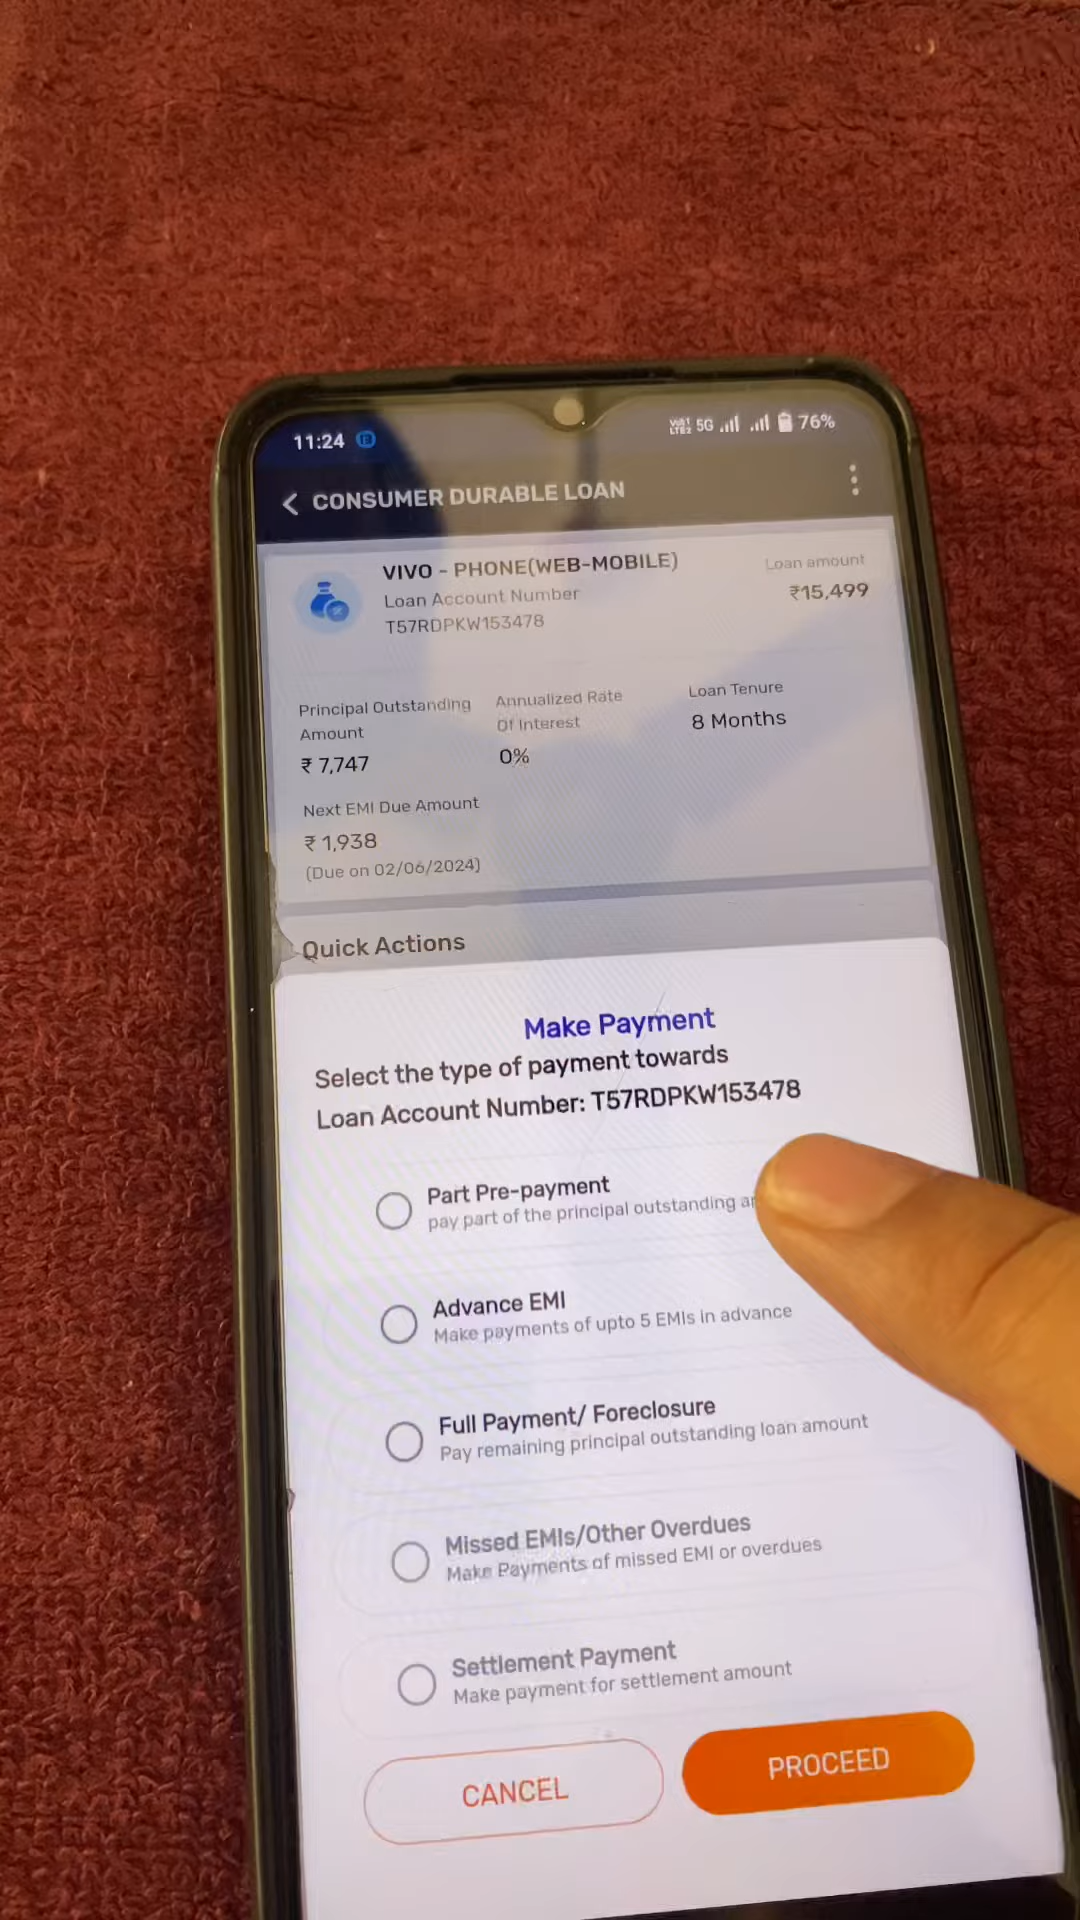 11:24
5G 76%
CONSUMER DURABLE LOAN
VIVO - PHONE(WEB-MOBILE)
Loan amount
Loan Account Number
₹15,499
T57RDPKW153478
Principal Outstanding
Amount
₹ 7,747
Annualized Rate
Of Interest
0%
Loan Tenure
8 Months
Next EMI Due Amount
₹ 1,938
(Due on 02/06/2024)
Quick Actions
Make Payment
Select the type of payment towards
Loan Account Number: T57RDPKW153478
Part Pre-payment
pay part of the principal outstanding
Advance EMI
Make payments of upto 5 EMIs in advance
Full Payment/ Foreclosure
Pay remaining principal outstanding loan amount
Missed EMIs/Other Overdues
Make Payments of missed EMI or overdues
Settlement Payment
Make payment for settlement amount
CANCEL
PROCEED